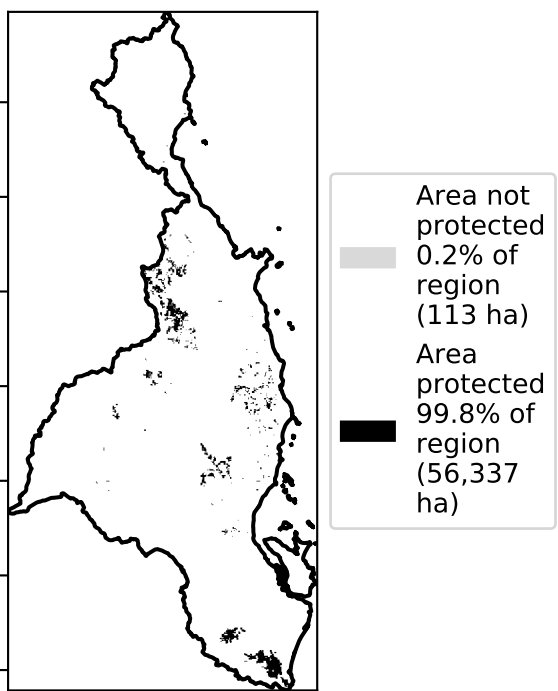 Area not
protected
0.2% of
region
(113 ha)
Area
protected
99.8% of
region
(56,337
ha)